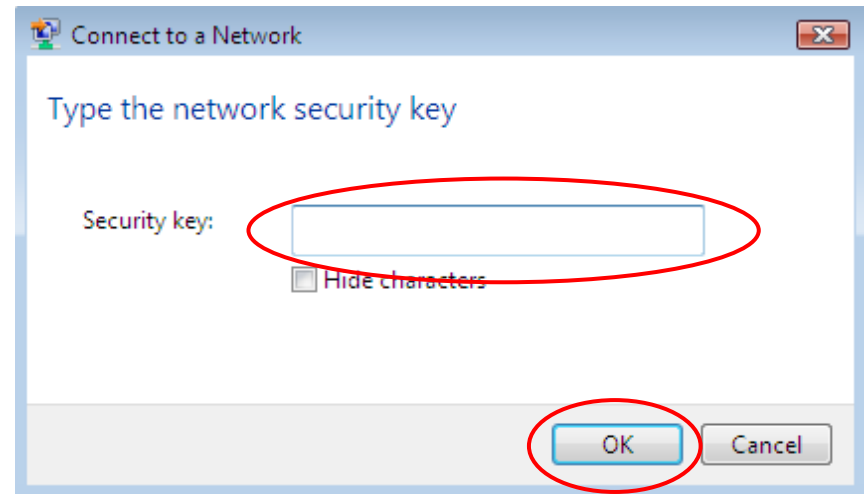 Connect to a Network
Type the network security key
Security key:
Hide characters
OK Cancel